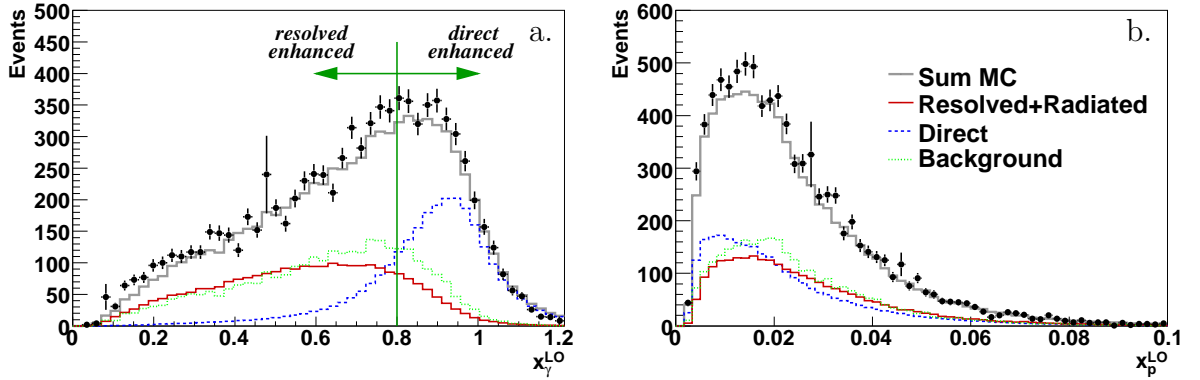 Events
500
450
400
350
300
250
200
150
100
50
0
0 0.2 0.4 0.6 0.8 1.0 1.2
x_γ^LO
resolved enhanced
direct enhanced
a.
Events
600
500
400
300
200
100
0
0 0.02 0.04 0.06 0.08 0.1
x_p^LO
b.
Sum MC
Resolved+Radiated
Direct
Background